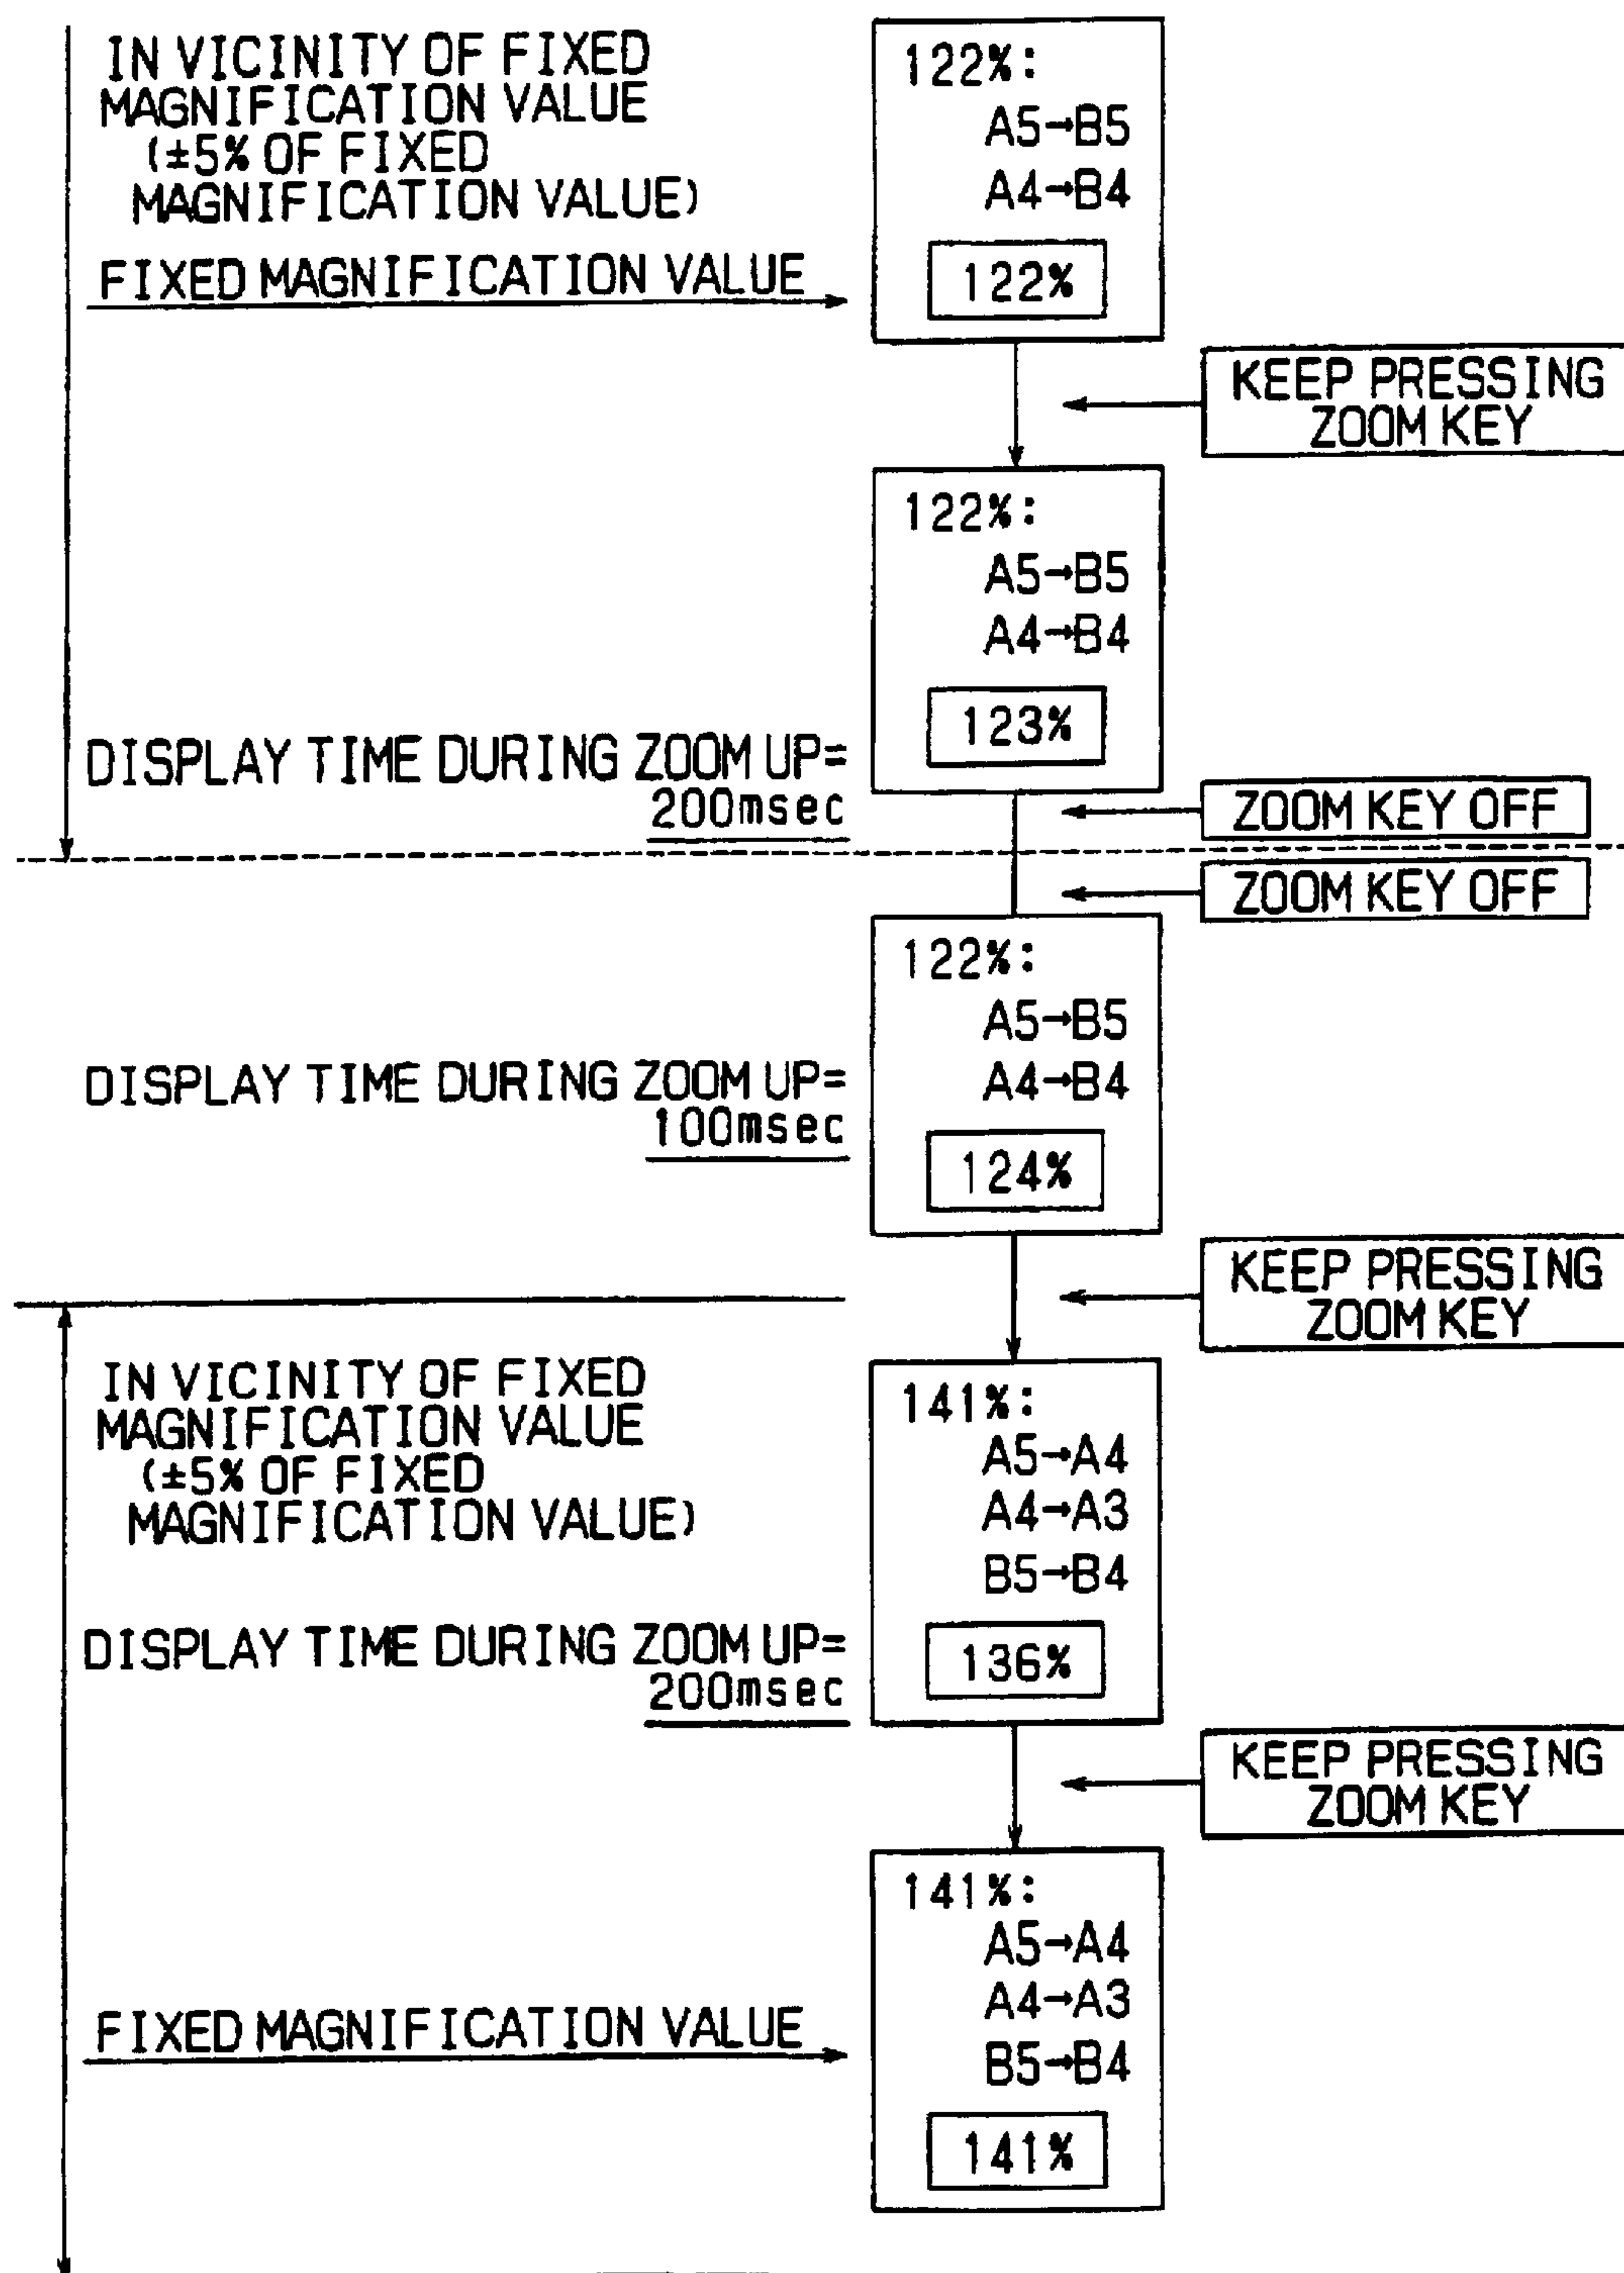 IN VICINITY OF FIXED
MAGNIFICATION VALUE
(±5% OF FIXED
MAGNIFICATION VALUE)
FIXED MAGNIFICATION VALUE
122%:
A5→B5
A4→B4
122%
KEEP PRESSING
ZOOM KEY
122%:
A5→B5
A4→B4
123%
DISPLAY TIME DURING ZOOM UP=
200msec
ZOOM KEY OFF
ZOOM KEY OFF
122%:
A5→B5
A4→B4
124%
DISPLAY TIME DURING ZOOM UP=
100msec
KEEP PRESSING
ZOOM KEY
IN VICINITY OF FIXED
MAGNIFICATION VALUE
(±5% OF FIXED
MAGNIFICATION VALUE)
141%:
A5→A4
A4→A3
B5→B4
136%
DISPLAY TIME DURING ZOOM UP=
200msec
KEEP PRESSING
ZOOM KEY
141%:
A5→A4
A4→A3
B5→B4
141%
FIXED MAGNIFICATION VALUE